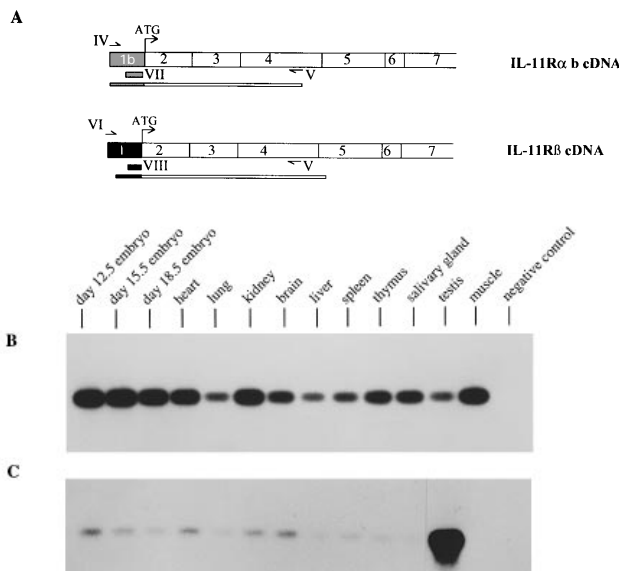 A
ATG
IV
1b 2 3 4 5 6 7
IL-11Rα b cDNA
VII
V
ATG
VI
1 2 3 4 5 6 7
IL-11Rß cDNA
VIII
V
day 12.5 embryo
day 15.5 embryo
day 18.5 embryo
heart
lung
kidney
brain
liver
spleen
thymus
salivary gland
testis
muscle
negative control
B
C